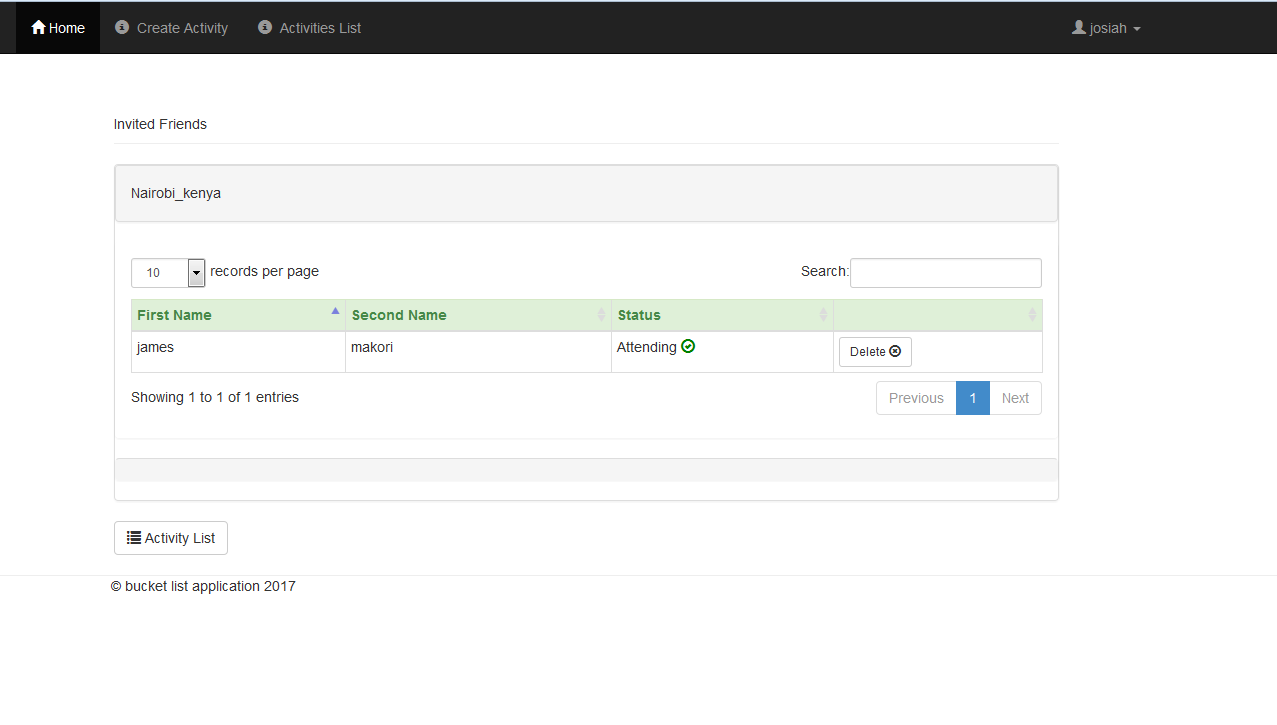 Home Create Activity Activities List josiah
Invited Friends
Nairobi_kenya
10 records per page Search:
First Name Second Name Status
james makori Attending Delete
Showing 1 to 1 of 1 entries Previous 1 Next
Activity List
© bucket list application 2017